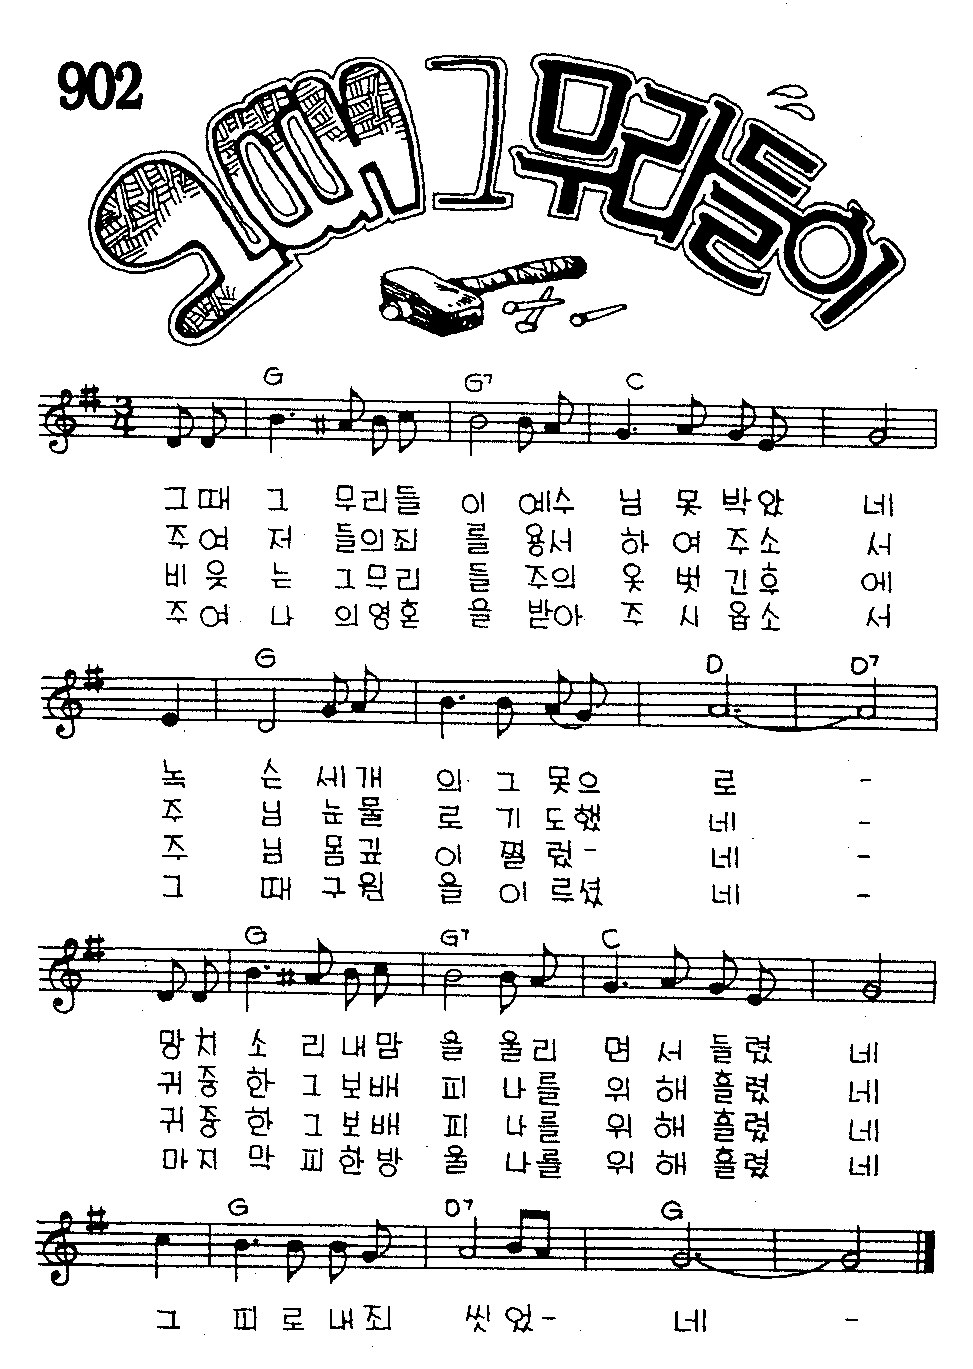 902
그때 그 무리들이
G G7 C
그때 그 무리들 이 예수 님 못 박았 네
주여 저 들의죄 를 용서 하 여 주소 서
비웃 는 그무리 들 주의 옷 벗 긴후 에
주여 나 의영혼 을 받아 주 시 옵소 서
G D D7
녹 슨 세개 의 그 못으 로 -
주 님 눈물 로 기 도했 네 -
주 님 몸깊 이 찔 렀- 네 -
그 때 구원 을 이 르셨 네 -
G G7 C
망치 소 리 내맘 을 울리 면 서 들렸 네
귀중 한 그 보배 피 나를 위 해 흘렸 네
귀중 한 그 보배 피 나를 위 해 흘렸 네
마지 막 피한방 울 나를 위 해 흘렸 네
G D7 G
그 피 로 내죄 씻 었- 네 -